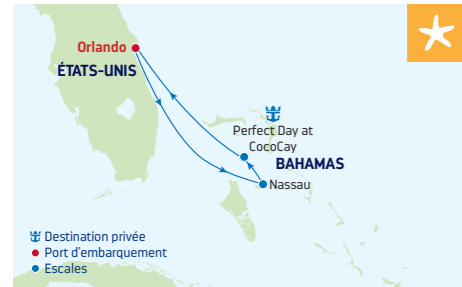 Orlando
ÉTATS-UNIS
Perfect Day at
CocoCay
BAHAMAS
Nassau
Destination privée
Port d'embarquement
Escales